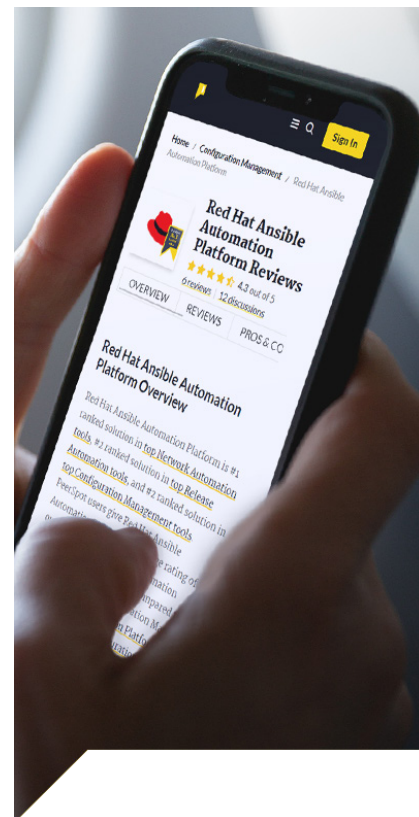 Sign In
Home / Configuration Management / Red Hat Ansible
Automation Platform
Red Hat Ansible
Automation
Platform Reviews
4.3 out of 5
6 reviews | 12 discussions
OVERVIEW REVIEWS PROS & CO
Red Hat Ansible Automation
Platform Overview
Red Hat Ansible Automation Platform is #1
ranked solution in top Network Automation
tools, #2 ranked solution in top Release
Automation tools, and #2 ranked solution in
top Configuration Management tools
PeerSpot users give Red Hat Ansible
rating of